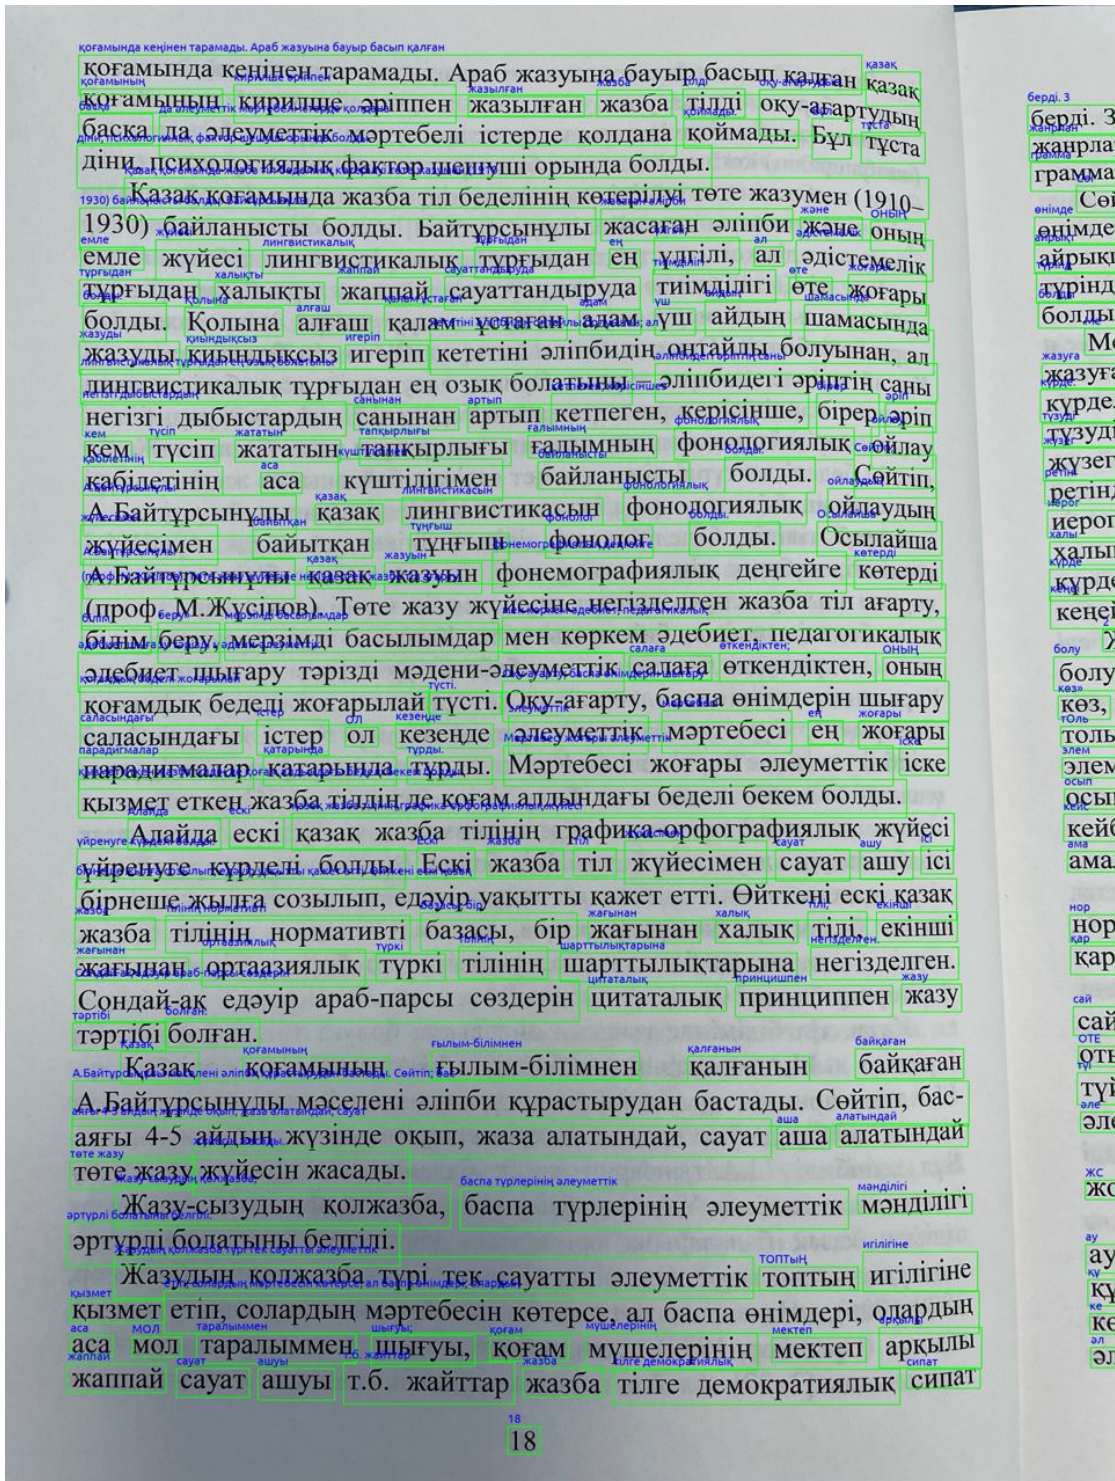 қоғамында кеңінен тарамады. Араб жазуына бауыр басып қалған қазақ
қоғамының кирилше әріппен жазылған жазба тілді оқу-ағартудың
басқа да әлеуметтік мәртебелі істерде қолдана қоймады. Бұл тұста
діни, психологиялық фактор шешуші орында болды.
Қазақ қоғамында жазба тіл беделінің көтерілуі төте жазумен (1910–
1930) байланысты болды. Байтұрсынұлы жасаған әліпби және оның
емле жүйесі лингвистикалық тұрғыдан ең үлгілі, ал әдістемелік
тұрғыдан халықты жаппай сауаттандыруда тиімділігі өте жоғары
болды. Қолына алғаш қалам ұстаған адам үш айдың шамасында
жазуды қиындықсыз игеріп кететіні әліпбидің оңтайлы болуынан, ал
лингвистикалық тұрғыдан ең озық болатыны – әліпбидегі әріптің саны
негізгі дыбыстардың санынан артып кетпеген, керісінше, бірер әріп
кем түсіп жататын тапқырлығы ғалымның фонологиялық ойлау
қабілетінің аса күштілігімен байланысты болды. Сөйтіп,
А.Байтұрсынұлы қазақ лингвистикасын фонологиялық ойлаудың
жүйесімен байытқан тұңғыш фонолог болды. Осылайша
А.Байтұрсынұлы қазақ жазуын фонемографиялық деңгейге көтерді
(проф. М.Жүсіпов). Төте жазу жүйесіне негізделген жазба тіл ағарту,
білім беру, мерзімді басылымдар мен көркем әдебиет, педагогикалық
әдебиет шығару тәрізді мәдени-әлеуметтік салаға өткендіктен, оның
қоғамдық беделі жоғарылай түсті. Оқу-ағарту, баспа өнімдерін шығару
саласындағы істер ол кезеңде әлеуметтік мәртебесі ең жоғары
парадигмалар қатарында тұрды. Мәртебесі жоғары әлеуметтік іске
қызмет еткен жазба тілдің де қоғам алдындағы беделі бекем болды.
Алайда ескі қазақ жазба тілінің графика-орфографиялық жүйесі
үйренуге күрделі болды. Ескі жазба тіл жүйесімен сауат ашу ісі
бірнеше жылға созылып, едәуір уақытты қажет етті. Өйткені ескі қазақ
жазба тілінің нормативті базасы, бір жағынан халық тілі, екінші
жағынан ортаазиялық түркі тілінің шарттылықтарына негізделген.
Сондай-ақ едәуір араб-парсы сөздерін цитаталық принциппен жазу
тәртібі болған.
Қазақ қоғамының ғылым-білімнен қалғанын байқаған
А.Байтұрсынұлы мәселені әліпби құрастырудан бастады. Сөйтіп, бас-
аяғы 4-5 айдың жүзінде оқып, жаза алатындай, сауат аша алатындай
төте жазу жүйесін жасады.
Жазу-сызудың қолжазба, баспа түрлерінің әлеуметтік мәнділігі
әртүрлі болатыны белгілі.
Жазудың қолжазба түрі тек сауатты әлеуметтік топтың игілігіне
қызмет етіп, солардың мәртебесін көтерсе, ал баспа өнімдері, олардың
аса мол таралыммен шығуы, қоғам мүшелерінің мектеп арқылы
жаппай сауат ашуы т.б. жайттар жазба тілге демократиялық сипат
18